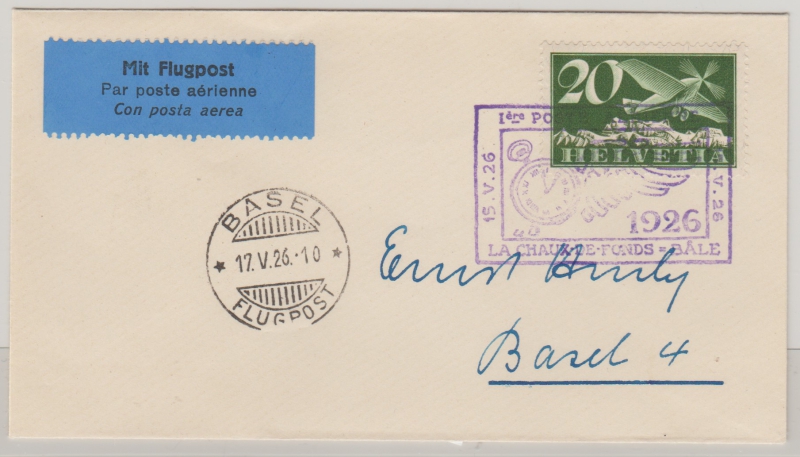 Mit Flugpost
Par poste aérienne
Con posta aerea
20
HELVETIA
Ière PO
15.V.26
V.26
1926
LA CHAUX-DE-FONDS = BÂLE
BASEL
17.V.26.-10
FLUGPOST
Ernst
Basel 4